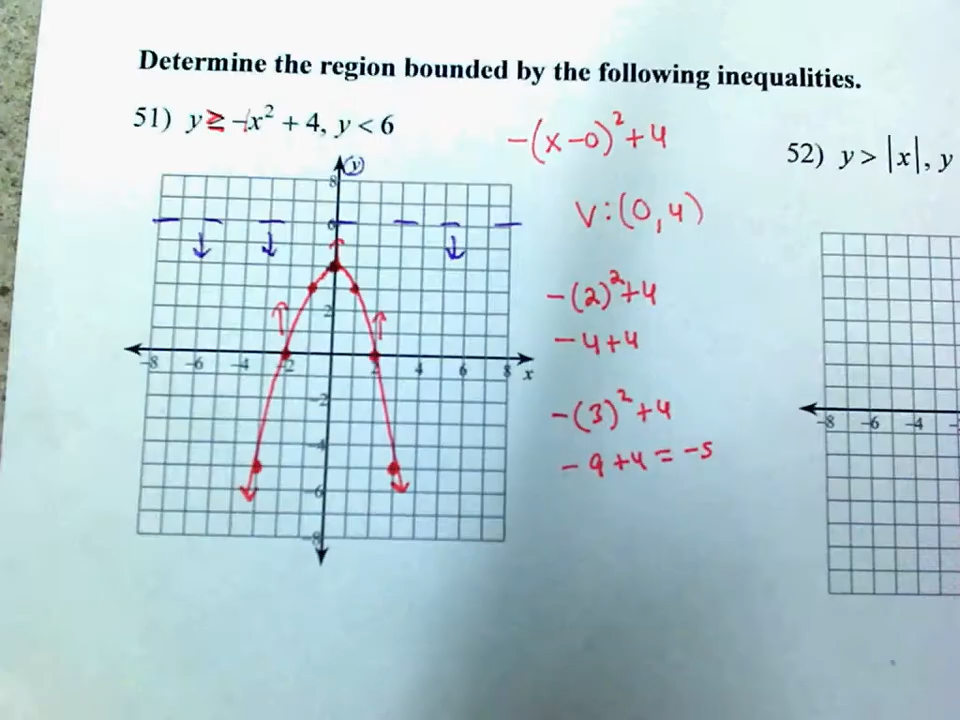 Determine the region bounded by the following inequalities.
51) y ≥ -x² + 4, y < 6
-(x-0)²+4
52) y > |x|, y
V:(0,4)
-(2)²+4
-4+4
-(3)²+4
-9+4=-5
(y)
8
6
2
-8 -6 -4 -2 2 4 6 8 x
-2
-4
-6
-8
-8 -6 -4